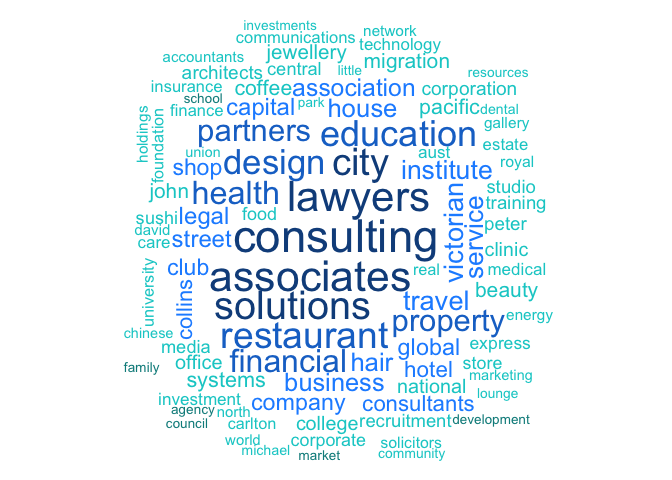 investments
communications
network
technology
accountants
jewellery
central
little
migration
architects
resources
insurance
school
coffee
association
corporation
finance
capital
park
house
pacific
dental
gallery
holdings
foundation
partners
education
aust
estate
union
shop
design
city
institute
royal
john
health
lawyers
studio
training
sushi
legal
food
david
care
street
consulting
victorian
service
peter
clinic
university
club
associates
real
medical
collins
solutions
travel
beauty
chinese
restaurant
property
energy
media
global
express
family
office
financial
hair
hotel
store
systems
business
national
marketing
investment
company
consultants
lounge
agency
north
council
carlton
college
recruitment
development
world
corporate
solicitors
michael
market
community